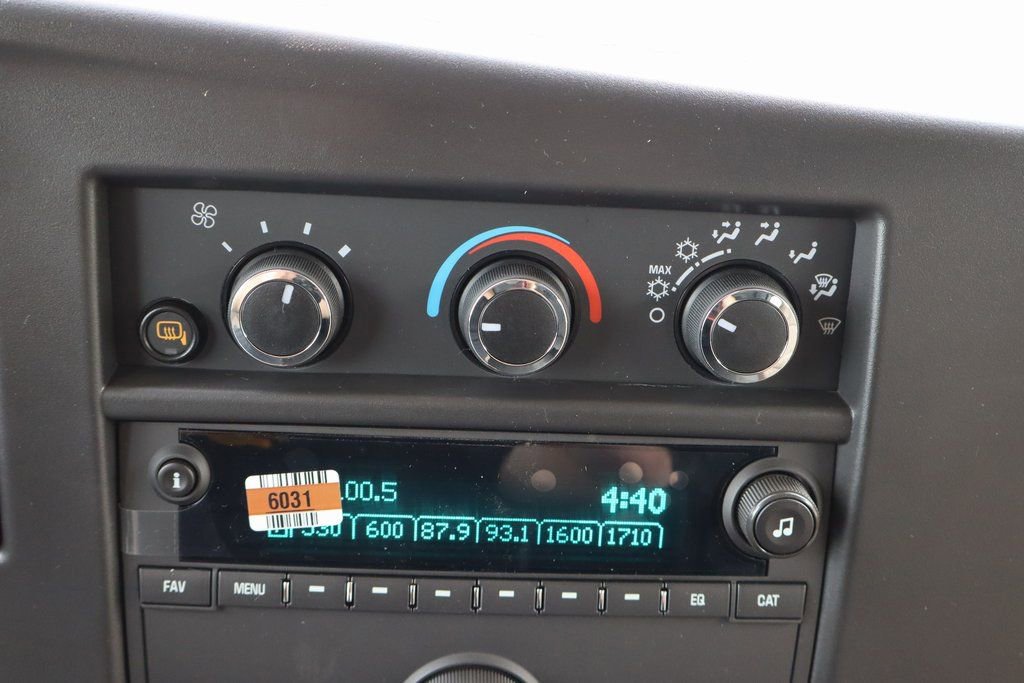 MAX
i
6031
00.5
4:40
600 87.9 93.1 1600 1710
FAV
MENU
EQ
CAT